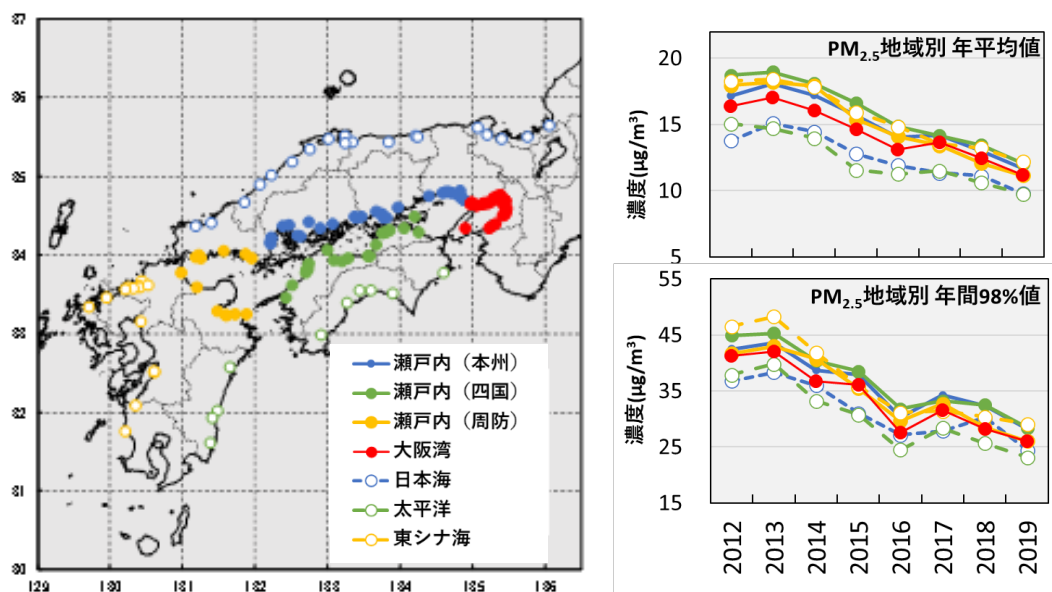 37
36
35
34
33
32
31
30
129 130 131 132 133 134 135 136
瀬戸内（本州）
瀬戸内（四国）
瀬戸内（周防）
大阪湾
日本海
太平洋
東シナ海
PM2.5地域別 年平均値
濃度(μg/m³)
20
15
10
5
PM2.5地域別 年間98%値
濃度(μg/m³)
55
45
35
25
15
2012 2013 2014 2015 2016 2017 2018 2019